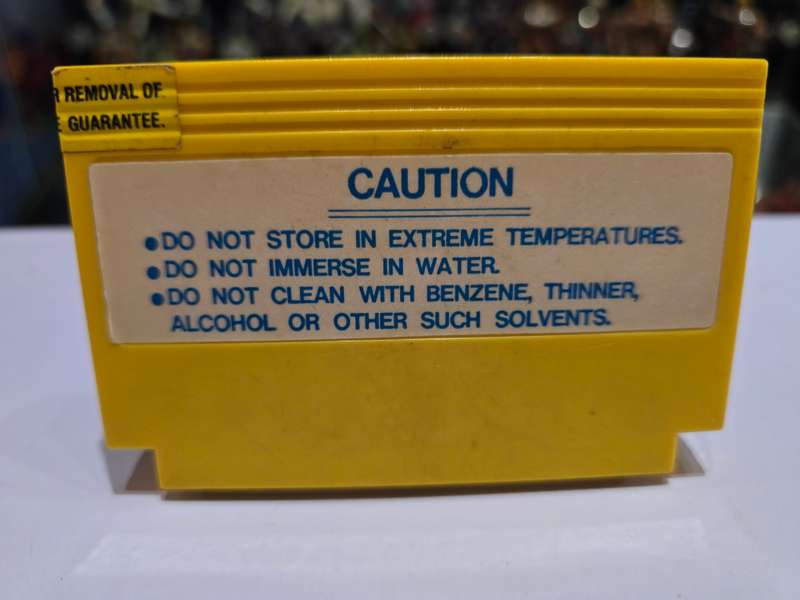 REMOVAL OF
GUARANTEE.
CAUTION
●DO NOT STORE IN EXTREME TEMPERATURES.
●DO NOT IMMERSE IN WATER.
●DO NOT CLEAN WITH BENZENE, THINNER,
ALCOHOL OR OTHER SUCH SOLVENTS.